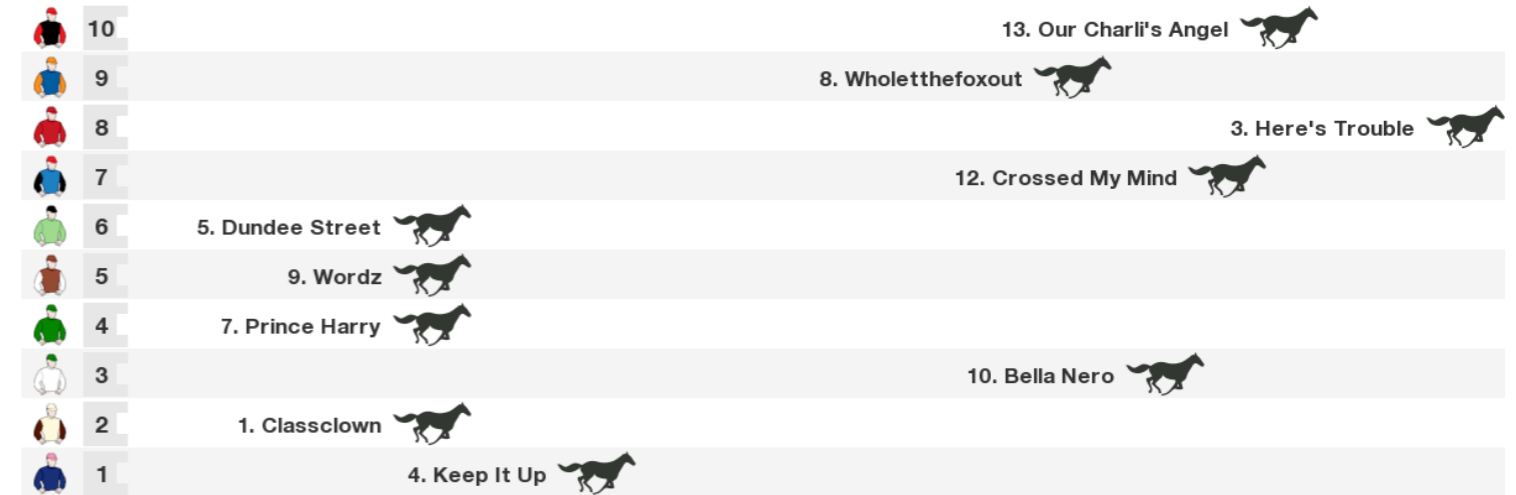 10 13. Our Charli's Angel
9 8. Wholetthefoxout
8 3. Here's Trouble
7 12. Crossed My Mind
6 5. Dundee Street
5 9. Wordz
4 7. Prince Harry
3 10. Bella Nero
2 1. Classclown
1 4. Keep It Up